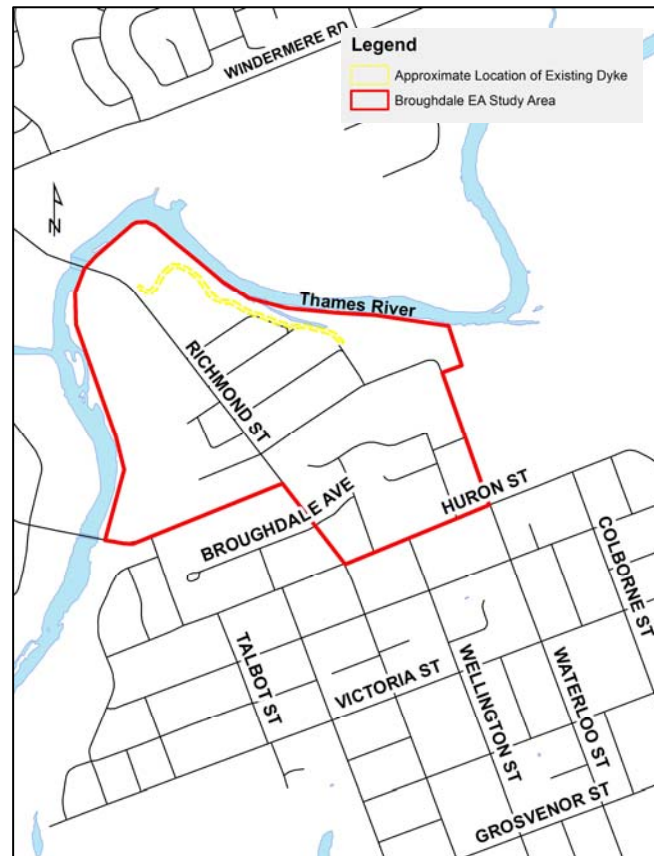 WINDERMERE RD
Legend
Approximate Location of Existing Dyke
Broughdale EA Study Area
N
Thames River
RICHMOND ST
BROUGHDALE AVE
HURON ST
COLBORNE ST
TALBOT ST
VICTORIA ST
WELLINGTON ST
WATERLOO ST
GROSVENOR ST